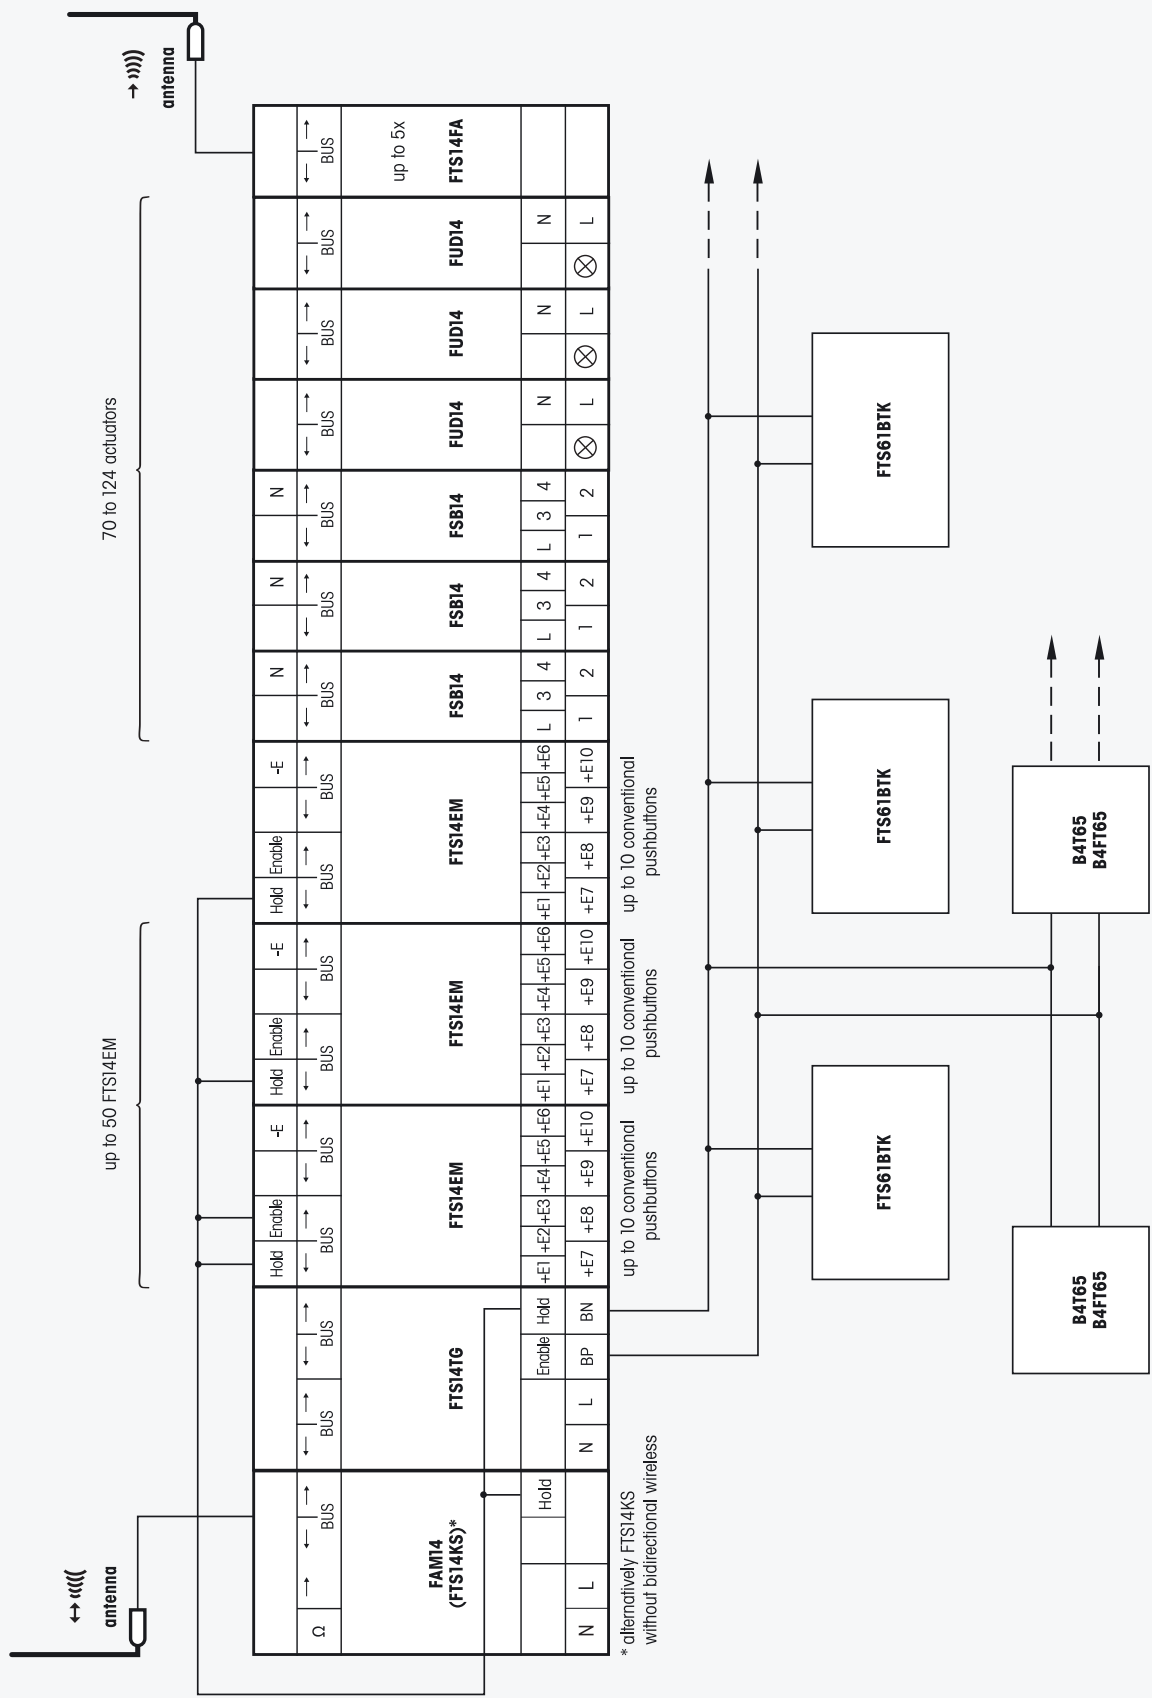 antenna
up to 50 FTS14EM
70 to 124 actuators
antenna
Hold Enable -E Hold Enable -E Hold Enable -E N N N
Ω BUS BUS BUS BUS BUS BUS BUS BUS BUS BUS BUS BUS BUS BUS BUS BUS
up to 5x
FAM14
(FTS14KS)*
FTS14TG
FTS14EM
FTS14EM
FTS14EM
FSB14
FSB14
FSB14
FUD14
FUD14
FUD14
FTS14FA
Hold Enable Hold +E1 +E2 +E3 +E4 +E5 +E6 +E1 +E2 +E3 +E4 +E5 +E6 +E1 +E2 +E3 +E4 +E5 +E6 L 3 4 L 3 4 L 3 4 N N N
N L N L BP BN +E7 +E8 +E9 +E10 +E7 +E8 +E9 +E10 +E7 +E8 +E9 +E10 1 2 1 2 1 2 L L L
* alternatively FTS14KS
without bidirectional wireless
up to 10 conventional
pushbuttons
up to 10 conventional
pushbuttons
up to 10 conventional
pushbuttons
FTS61BTK
FTS61BTK
FTS61BTK
B4T65
B4FT65
B4T65
B4FT65